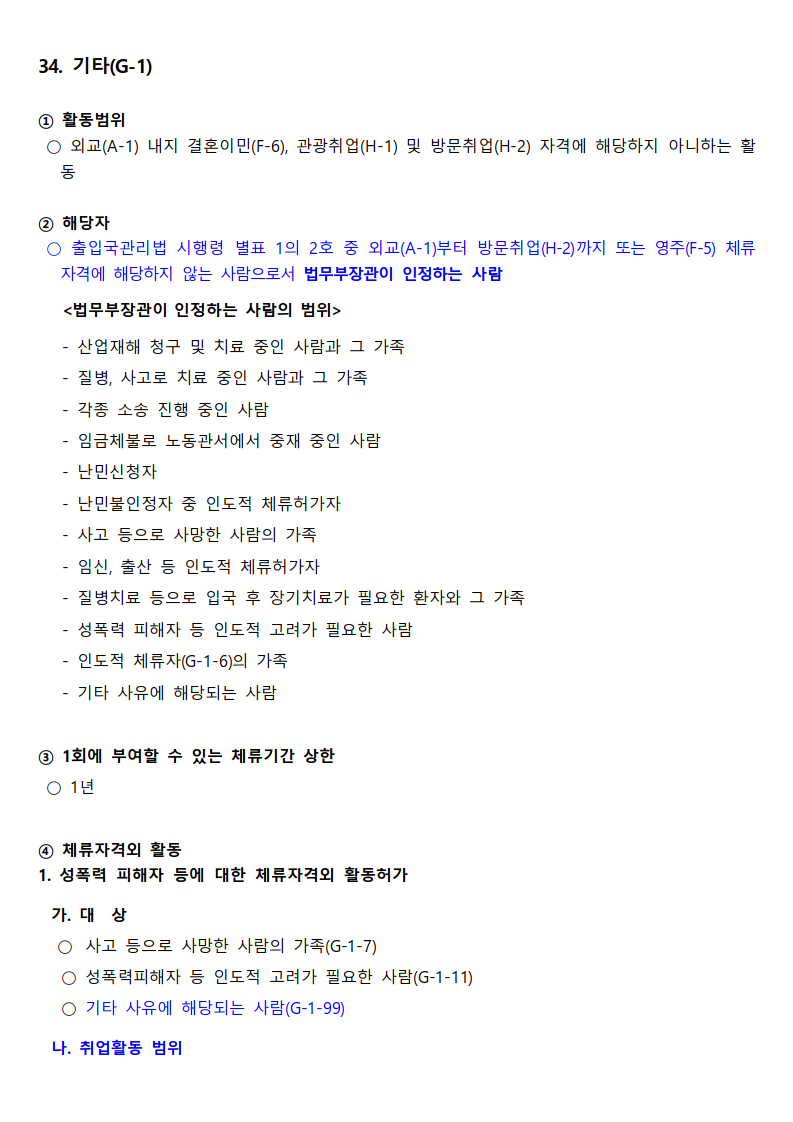 34. 기타(G-1)
① 활동범위
○ 외교(A-1) 내지 결혼이민(F-6), 관광취업(H-1) 및 방문취업(H-2) 자격에 해당하지 아니하는 활
동
② 해당자
○ 출입국관리법 시행령 별표 1의 2호 중 외교(A-1)부터 방문취업(H-2)까지 또는 영주(F-5) 체류
자격에 해당하지 않는 사람으로서 법무부장관이 인정하는 사람
<법무부장관이 인정하는 사람의 범위>
- 산업재해 청구 및 치료 중인 사람과 그 가족
- 질병, 사고로 치료 중인 사람과 그 가족
- 각종 소송 진행 중인 사람
- 임금체불로 노동관서에서 중재 중인 사람
- 난민신청자
- 난민불인정자 중 인도적 체류허가자
- 사고 등으로 사망한 사람의 가족
- 임신, 출산 등 인도적 체류허가자
- 질병치료 등으로 입국 후 장기치료가 필요한 환자와 그 가족
- 성폭력 피해자 등 인도적 고려가 필요한 사람
- 인도적 체류자(G-1-6)의 가족
- 기타 사유에 해당되는 사람
③ 1회에 부여할 수 있는 체류기간 상한
○ 1년
④ 체류자격외 활동
1. 성폭력 피해자 등에 대한 체류자격외 활동허가
가. 대 상
○ 사고 등으로 사망한 사람의 가족(G-1-7)
○ 성폭력피해자 등 인도적 고려가 필요한 사람(G-1-11)
○ 기타 사유에 해당되는 사람(G-1-99)
나. 취업활동 범위